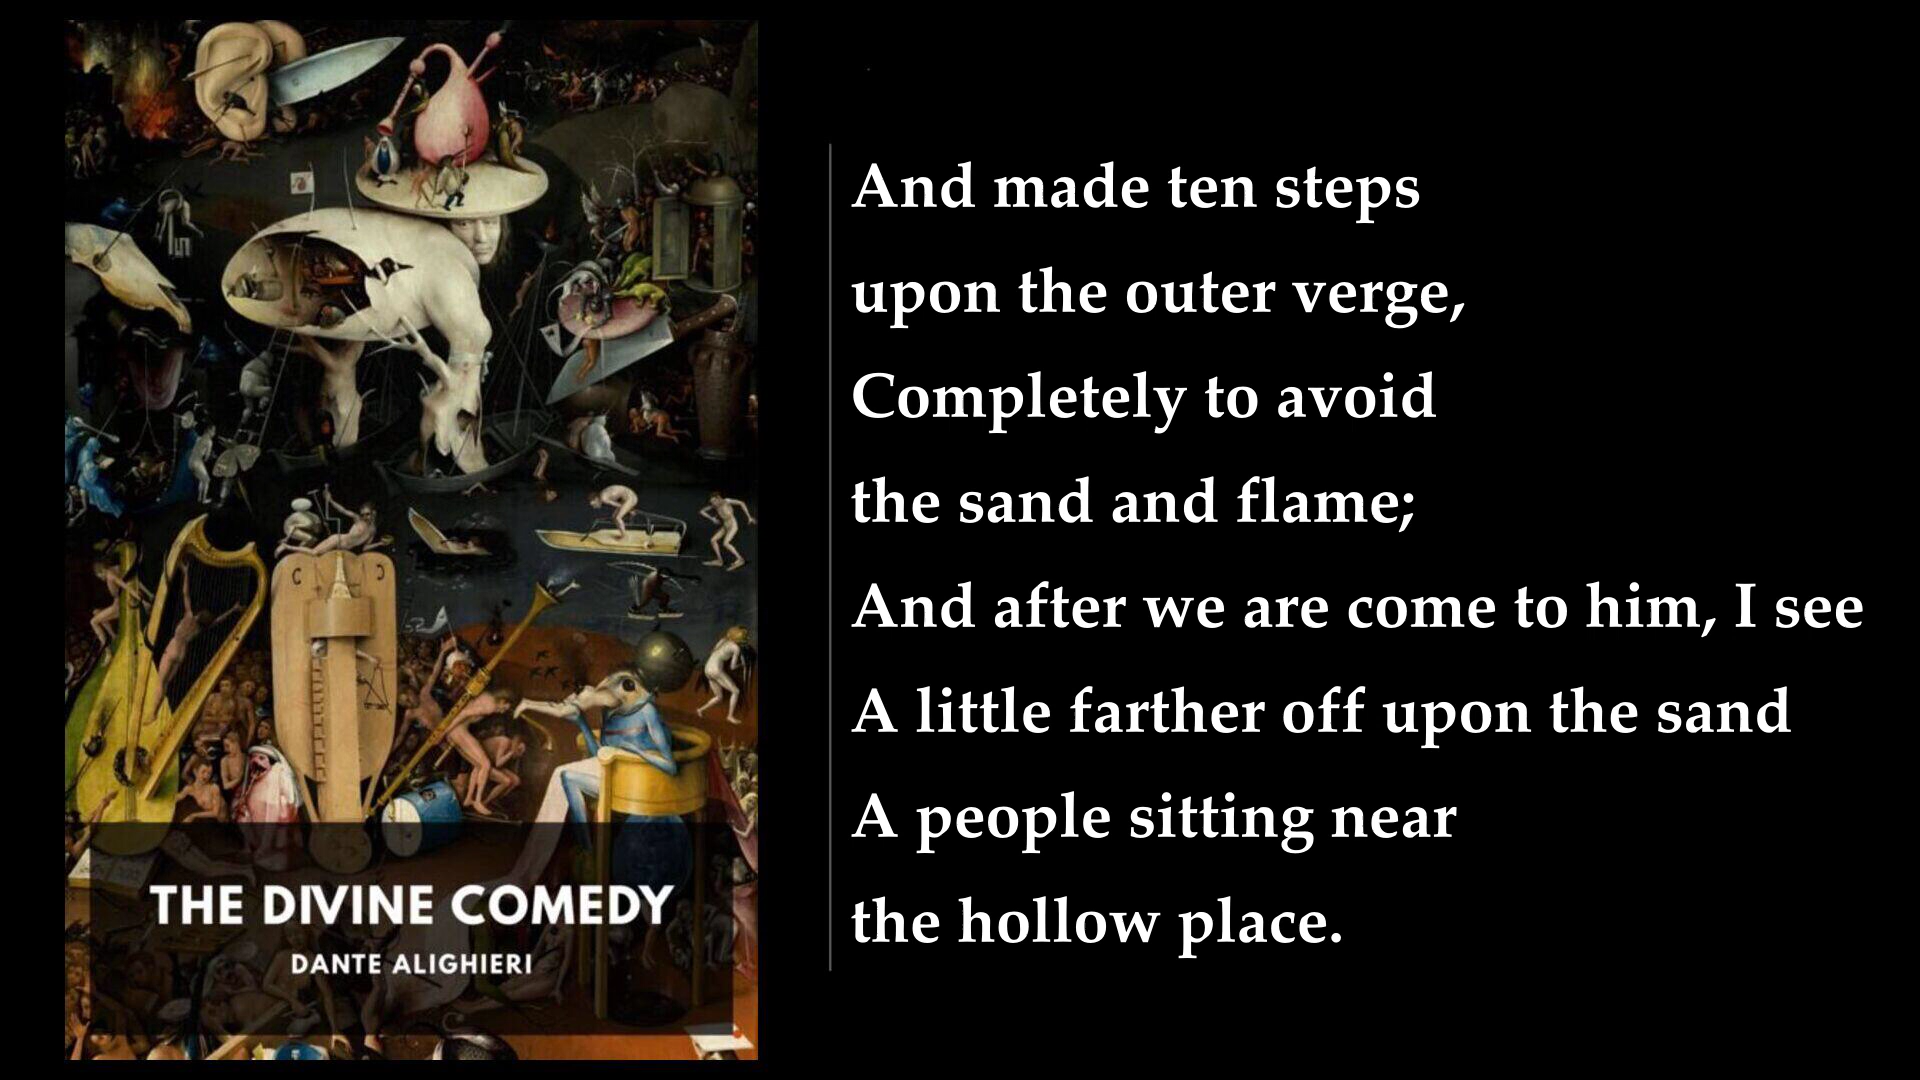 THE DIVINE COMEDY
DANTE ALIGHIERI
And made ten steps
upon the outer verge,
Completely to avoid
the sand and flame;
And after we are come to him, I see
A little farther off upon the sand
A people sitting near
the hollow place.